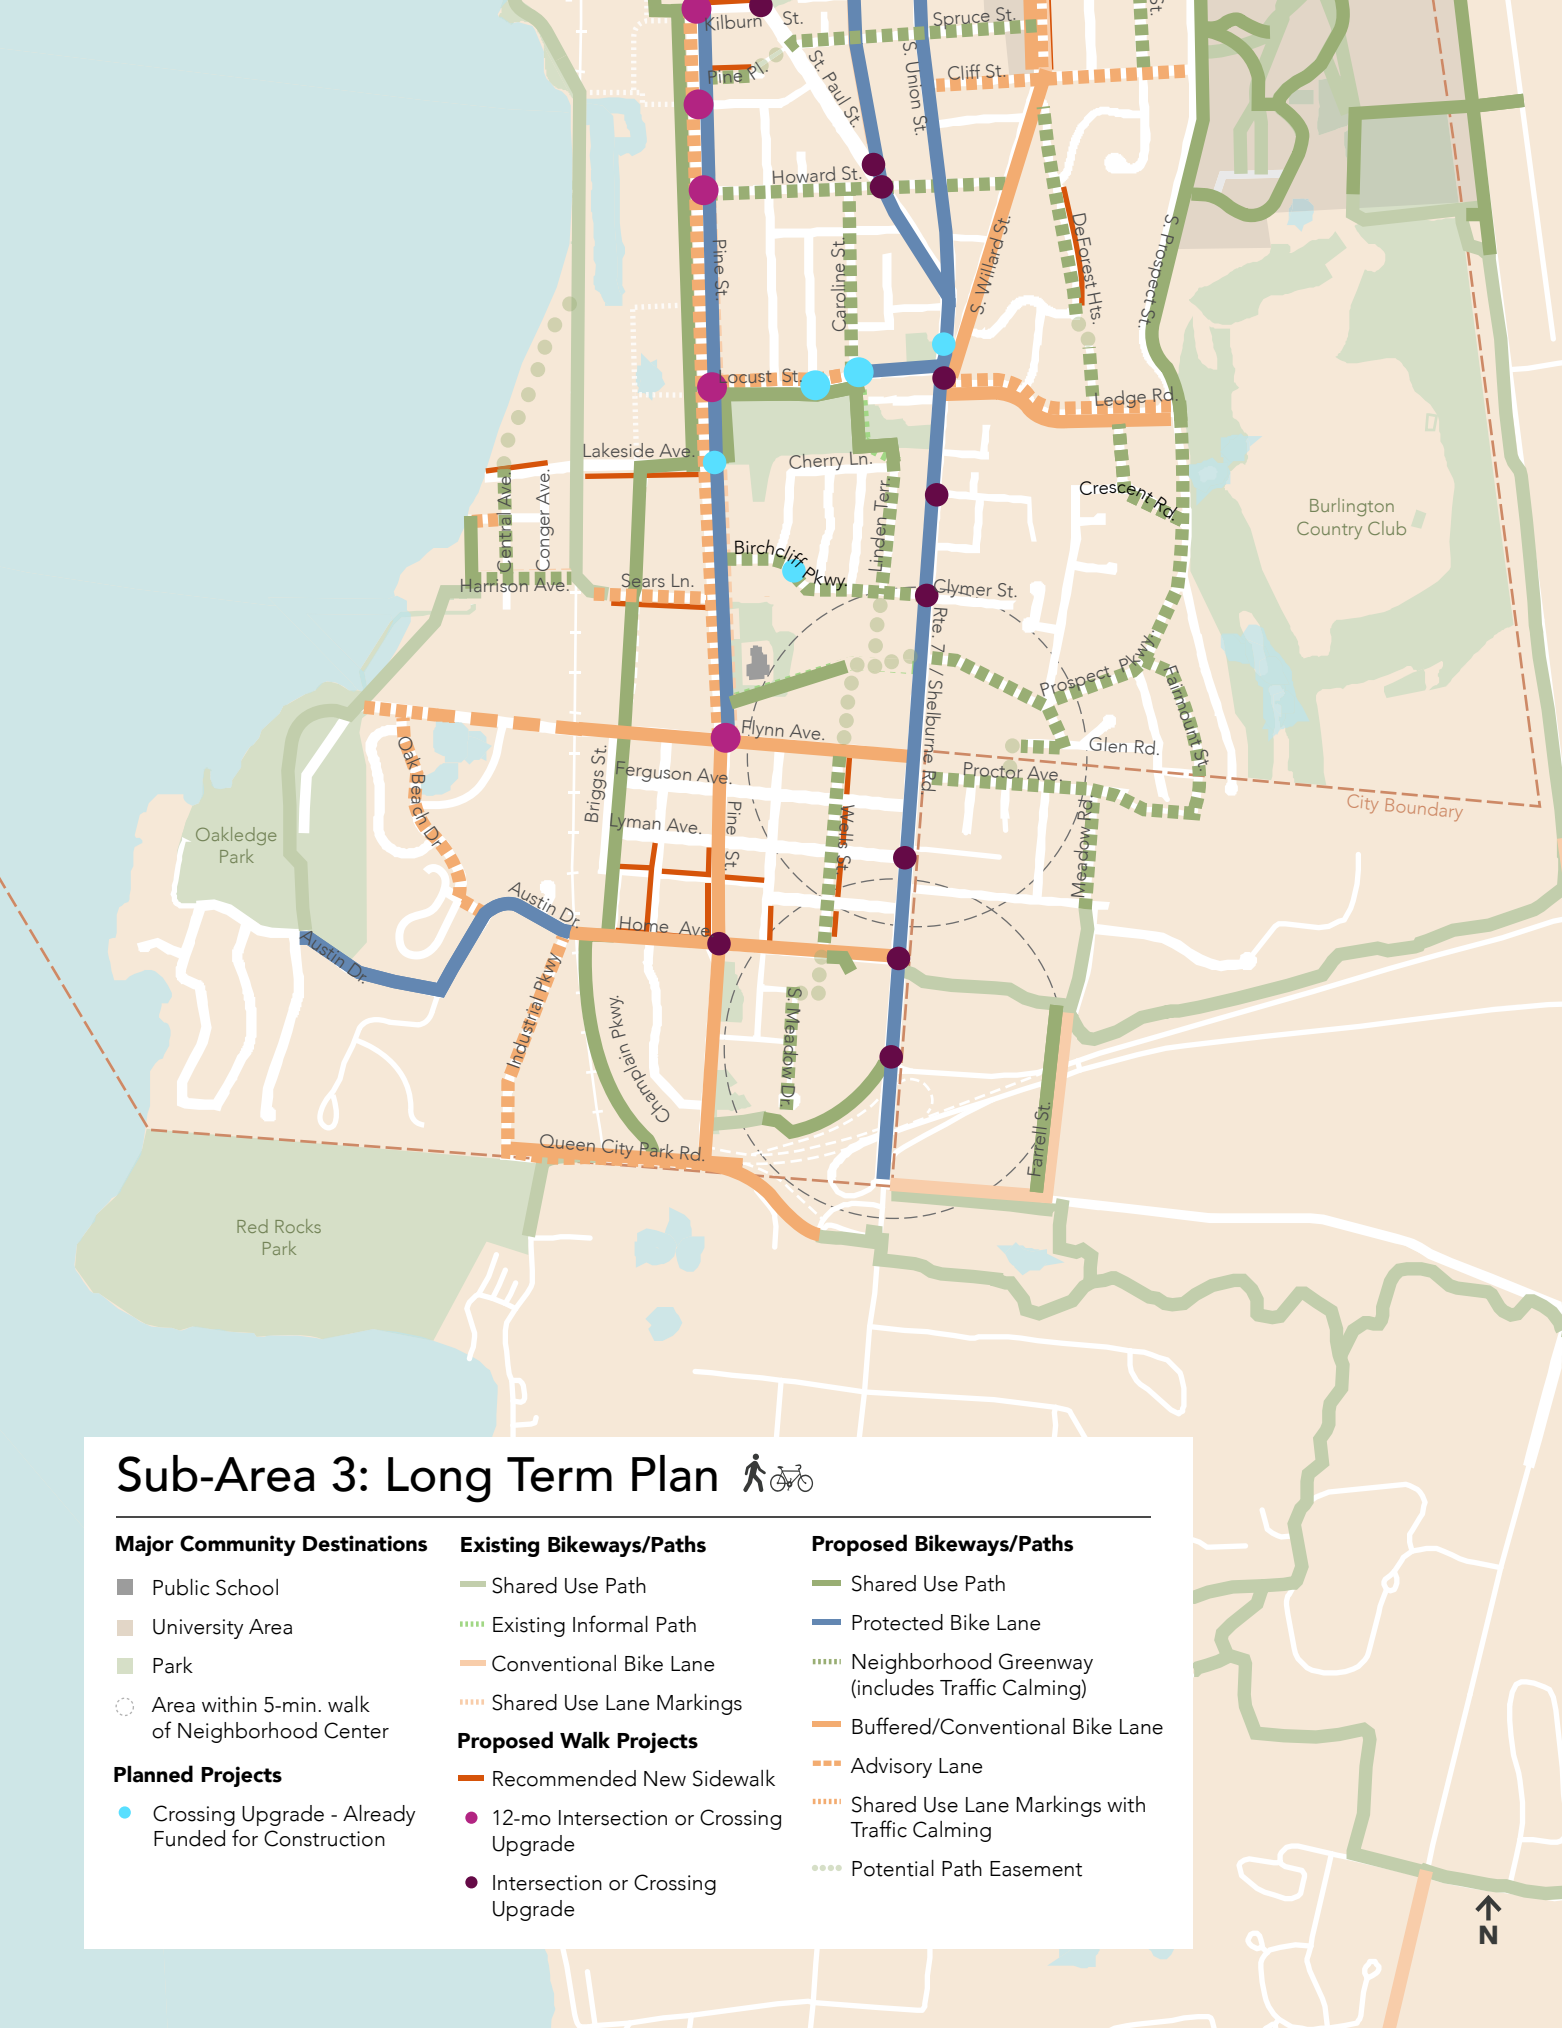 Kilburn St.
Spruce St.
St.
Pine Pl.
St. Paul St.
S. Union St.
Cliff St.
Howard St.
Pine St.
Caroline St.
S. Willard St.
DeForest Hts.
S. Prospect St.
Locust St.
Ledge Rd.
Lakeside Ave.
Cherry Ln.
Central Ave.
Conger Ave.
Linden Terr.
Crescent Rd.
Burlington
Country Club
Birchcliff Pkwy.
Harrison Ave.
Sears Ln.
Clymer St.
Rte. 7 / Shelburne Rd.
Prospect Pkwy.
Fairmount St.
Flynn Ave.
Glen Rd.
Oak Beach Dr.
Briggs St.
Ferguson Ave.
Proctor Ave.
City Boundary
Oakledge
Park
Lyman Ave.
Pine St.
Wells St.
Meadow Rd.
Austin Dr.
Home Ave.
Austin Dr.
Industrial Pkwy.
Champlain Pkwy.
S. Meadow Dr.
Farrell St.
Queen City Park Rd.
Red Rocks
Park
Sub-Area 3: Long Term Plan
Major Community Destinations
Public School
University Area
Park
Area within 5-min. walk
of Neighborhood Center
Planned Projects
Crossing Upgrade - Already
Funded for Construction
Existing Bikeways/Paths
Shared Use Path
Existing Informal Path
Conventional Bike Lane
Shared Use Lane Markings
Proposed Walk Projects
Recommended New Sidewalk
12-mo Intersection or Crossing
Upgrade
Intersection or Crossing
Upgrade
Proposed Bikeways/Paths
Shared Use Path
Protected Bike Lane
Neighborhood Greenway
(includes Traffic Calming)
Buffered/Conventional Bike Lane
Advisory Lane
Shared Use Lane Markings with
Traffic Calming
Potential Path Easement
N